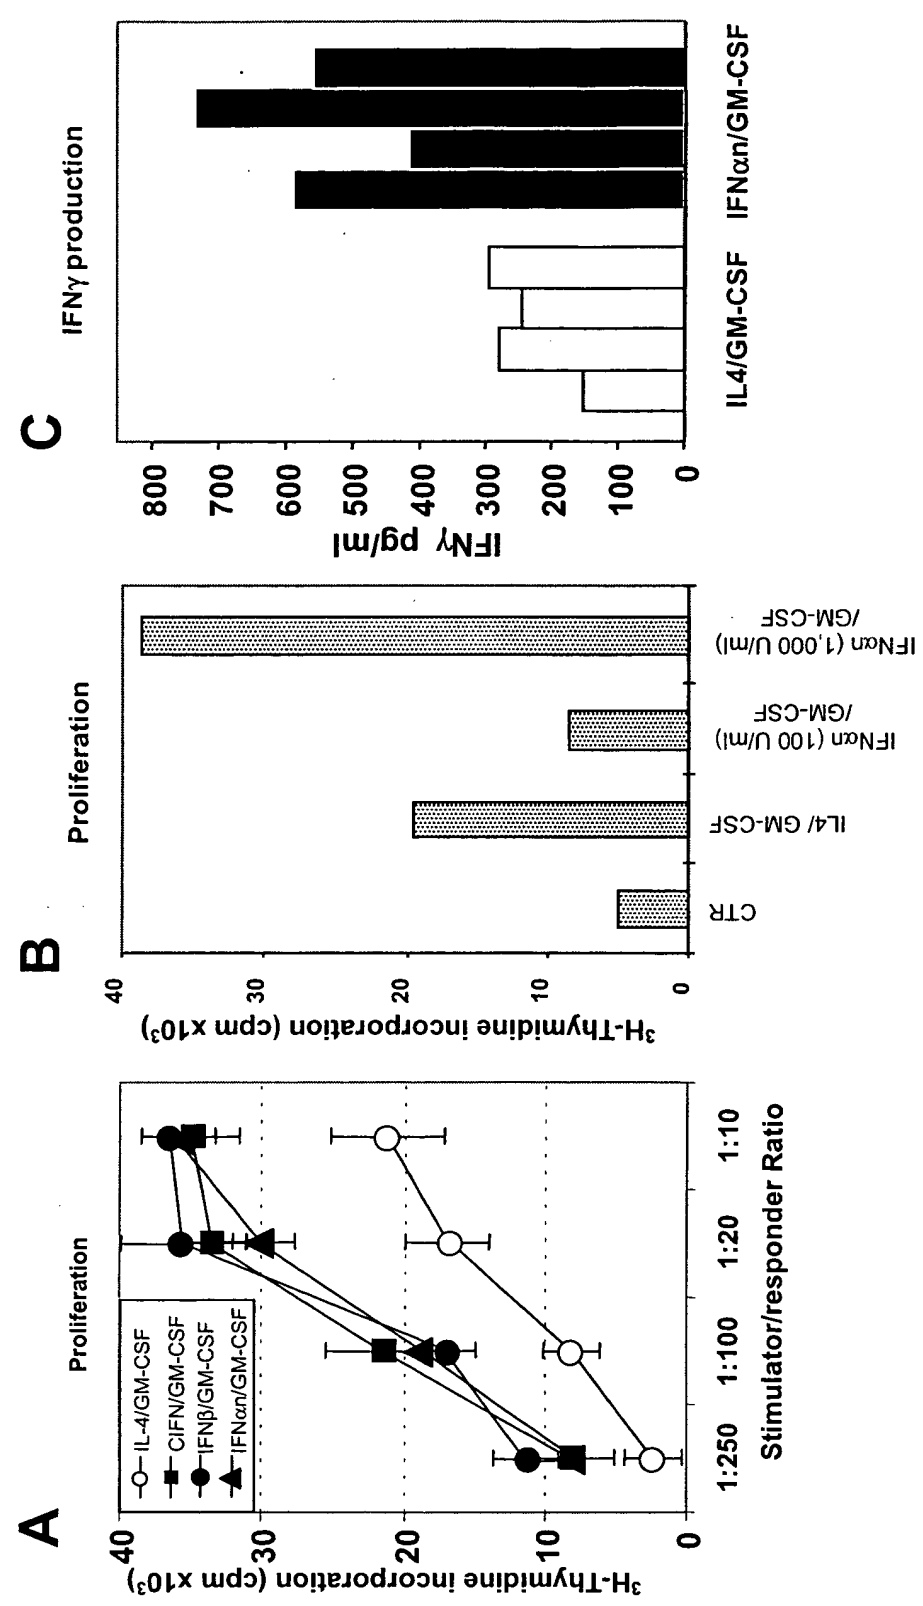 A
Proliferation
IL-4/GM-CSF
CIFN/GM-CSF
IFNβ/GM-CSF
IFNαn/GM-CSF
40
30
20
10
0
³H-Thymidine incorporation (cpm x10³)
1:250
1:100
1:20
1:10
Stimulator/responder Ratio
B
Proliferation
40
30
20
10
0
³H-Thymidine incorporation (cpm x10³)
CTR
IL4/ GM-CSF
IFNαn (100 U/ml)
/GM-CSF
IFNαn (1,000 U/ml)
/GM-CSF
C
IFNγ production
800
700
600
500
400
300
200
100
0
IFNγ pg/ml
IL4/GM-CSF
IFNαn/GM-CSF